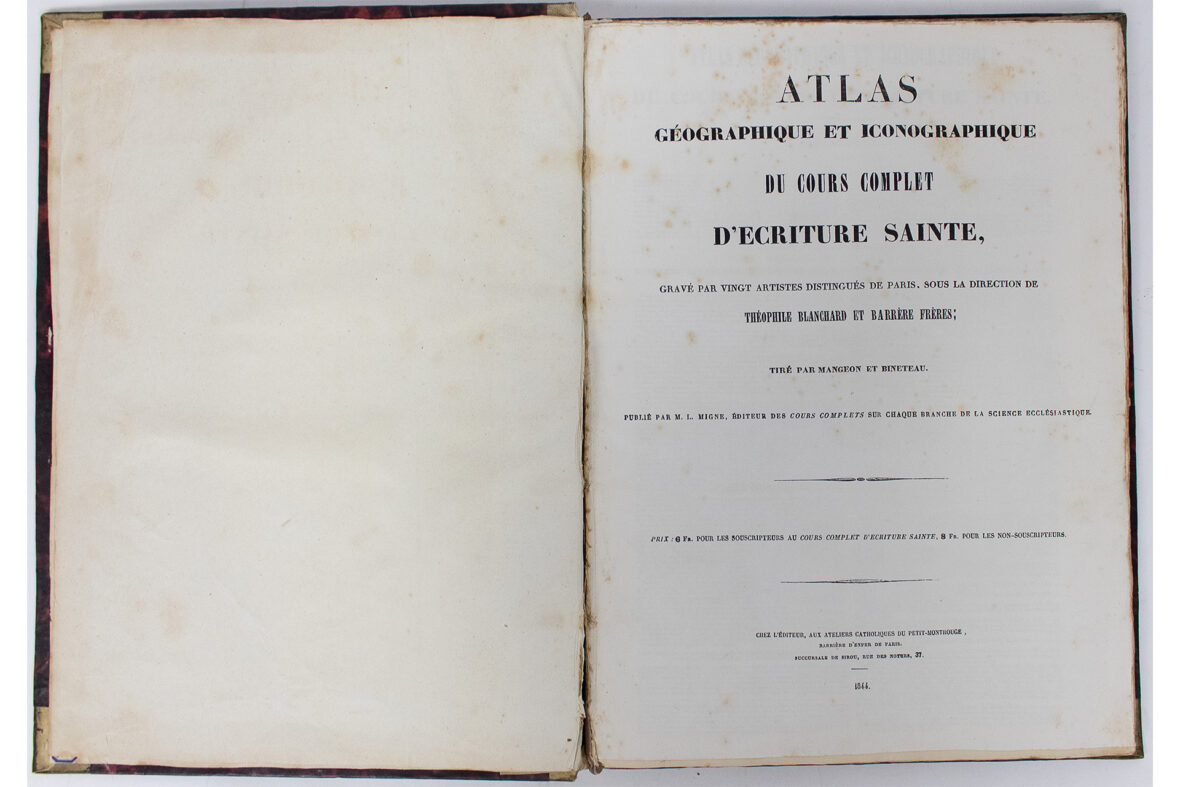 ATLAS
GÉOGRAPHIQUE ET ICONOGRAPHIQUE
DU COURS COMPLET
D'ECRITURE SAINTE,
GRAVÉ PAR VINGT ARTISTES DISTINGUÉS DE PARIS, SOUS LA DIRECTION DE
THÉOPHILE BLANCHARD ET BARRÈRE FRÈRES;
TIRÉ PAR MANGEON ET BINETEAU.
PUBLIÉ PAR M. L. MIGNE, ÉDITEUR DES COURS COMPLETS SUR CHAQUE BRANCHE DE LA SCIENCE ECCLÉSIASTIQUE.
PRIX : 6 FR. POUR LES SOUSCRIPTEURS AU COURS COMPLET D'ECRITURE SAINTE, 8 FR. POUR LES NON-SOUSCRIPTEURS.
CHEZ L'ÉDITEUR, AUX ATELIERS CATHOLIQUES DU PETIT-MONTROUGE,
BARRIÈRE D'ENFER DE PARIS.
SUCCURSALE DE SIROU, RUE DES NOYERS, 37.
1844.